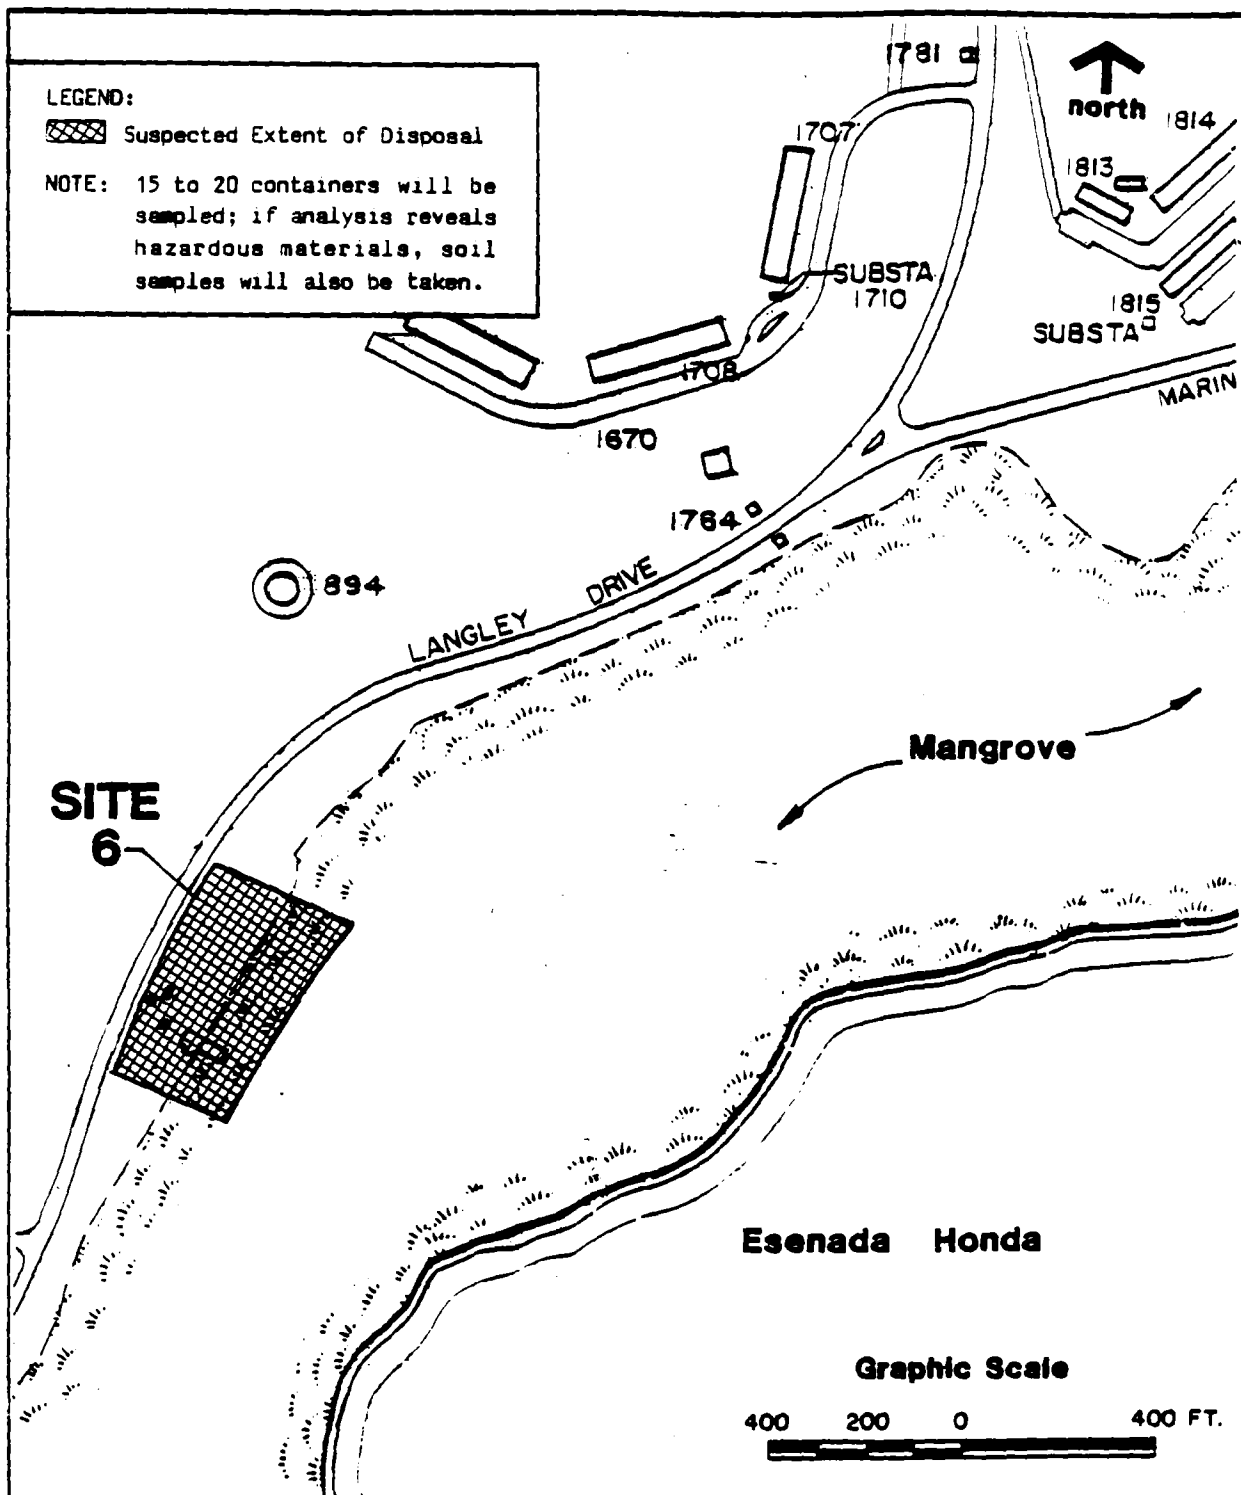 LEGEND:
Suspected Extent of Disposal
NOTE: 15 to 20 containers will be
sampled; if analysis reveals
hazardous materials, soil
samples will also be taken.
1781
north
1814
1707
1813
SUBSTA
1710
1815
SUBSTA
1708
MARIN
1670
1764
894
LANGLEY DRIVE
Mangrove
SITE
6
Esenada Honda
Graphic Scale
400 200 0 400 FT.